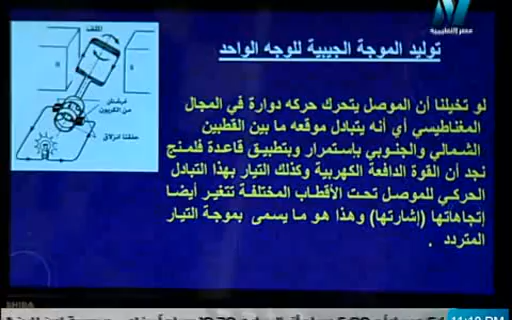 مصر التعليمية
توليد الموجة الجيبية للوجه الواحد
الملف
فرشتان
من الكربون
حلقتا انزلاق
لو تخيلنا أن الموصل يتحرك حركه دوارة في المجال
المغناطيسي أي أنه يتبادل موقعه ما بين القطبين
الشمالي والجنوبي بإستمرار وبتطبيق قاعدة فلمنج
نجد أن القوة الدافعة الكهربية وكذلك التيار بهذا التبادل
الحركي للموصل تحت الأقطاب المختلفة تتغير أيضا
إتجاهاتها (إشارتها) وهذا هو ما يسمى بموجة التيار
المتردد .
11:10 PM